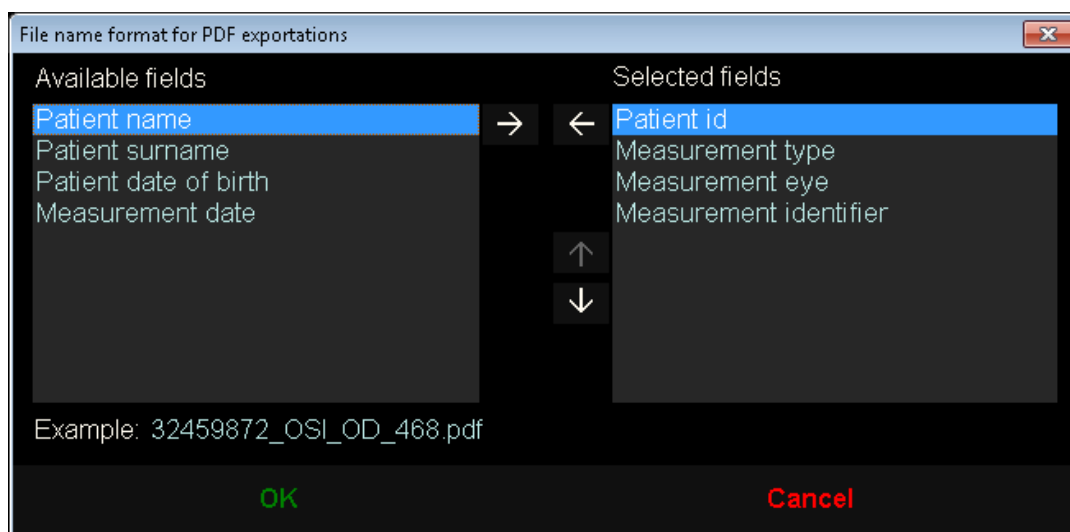 File name format for PDF exportations
Available fields
Patient name
Patient surname
Patient date of birth
Measurement date
Selected fields
Patient id
Measurement type
Measurement eye
Measurement identifier
Example: 32459872_OSI_OD_468.pdf
OK
Cancel